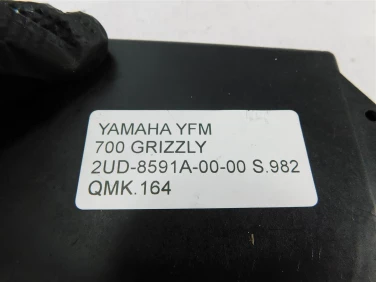 YAMAHA YFM
700 GRIZZLY
2UD-8591A-00-00 S.982
QMK.164